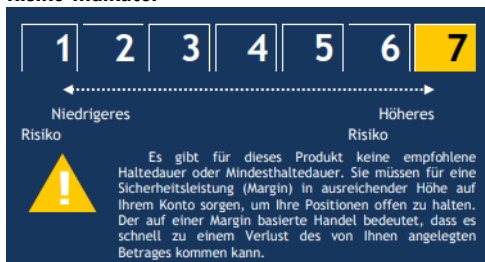 1 2 3 4 5 6 7
Niedrigeres Höheres
Risiko Risiko
Es gibt für dieses Produkt keine empfohlene
Haltedauer oder Mindesthaltedauer. Sie müssen für eine
Sicherheitsleistung (Margin) in ausreichender Höhe auf
Ihrem Konto sorgen, um Ihre Positionen offen zu halten.
Der auf einer Margin basierte Handel bedeutet, dass es
schnell zu einem Verlust des von Ihnen angelegten
Betrages kommen kann.